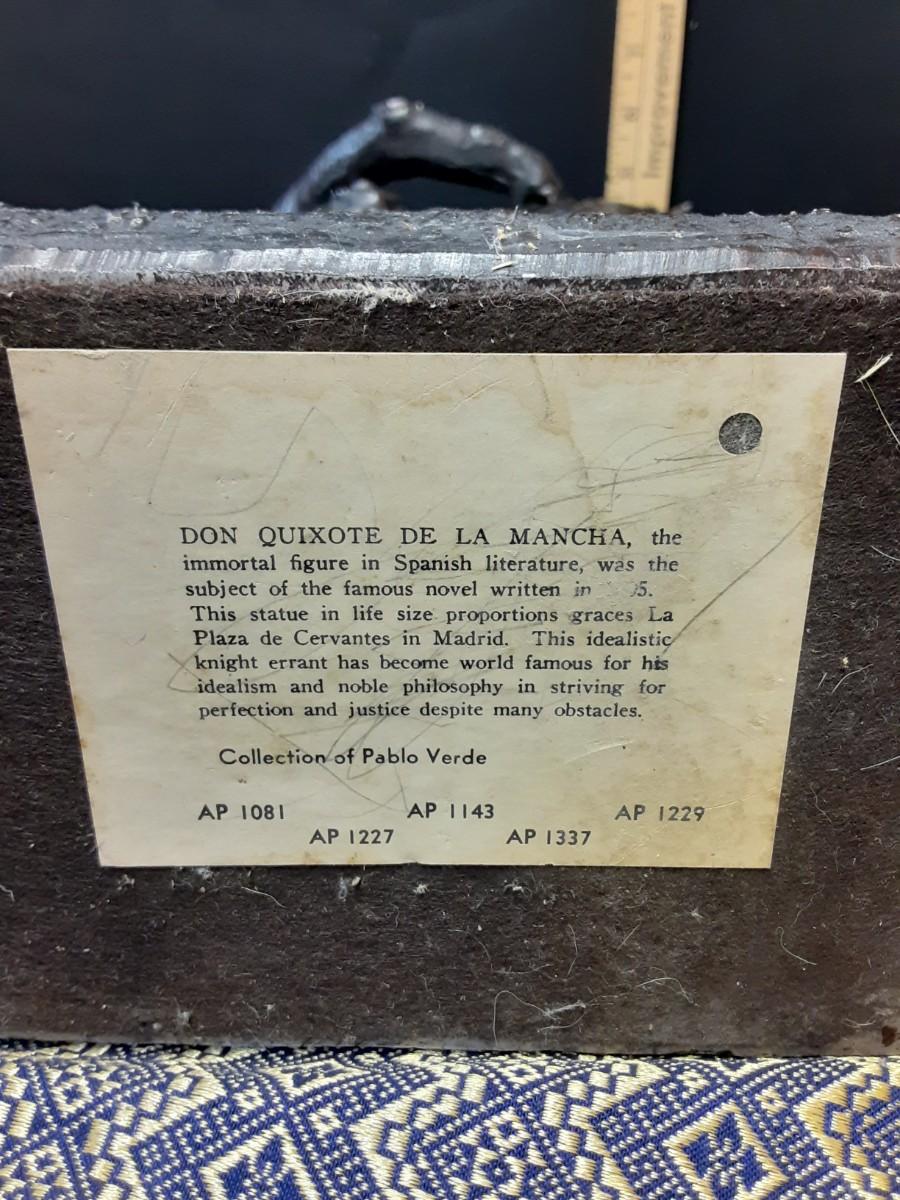 Improvement
DON QUIXOTE DE LA MANCHA, the
immortal figure in Spanish literature, was the
subject of the famous novel written in 5.
This statue in life size proportions graces La
Plaza de Cervantes in Madrid. This idealistic
knight errant has become world famous for his
idealism and noble philosophy in striving for
perfection and justice despite many obstacles.
Collection of Pablo Verde
AP 1081 AP 1143 AP 1229
AP 1227 AP 1337